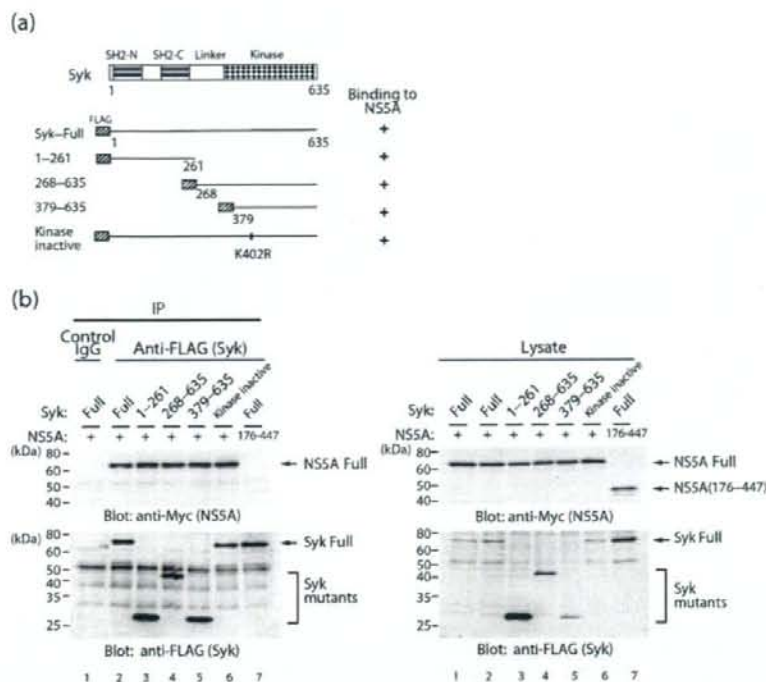 (a)
SH2-N SH2-C Linker Kinase
Syk
1 635
Binding to
NS5A
FLAG
Syk–Full 1 635 +
1–261 261 +
268–635 268 +
379–635 379 +
Kinase
inactive +
K402R
(b)
IP
Control
IgG Anti-FLAG (Syk)
Syk: Full Full 1–261 268–635 379–635 Kinase inactive Full
NS5A: + + + + + + 176-447
(kDa)
80
60 NS5A Full
50
40
Blot: anti-Myc (NS5A)
(kDa) 80
60 Syk Full
50
40
35 Syk
mutants
25
Blot: anti-FLAG (Syk)
1 2 3 4 5 6 7
Lysate
Syk: Full Full 1–261 268–635 379–635 Kinase inactive Full
NS5A: + + + + + + 176-447
(kDa)
80
60 NS5A Full
50
40 NS5A(176–447)
Blot: anti-Myc (NS5A)
80
60 Syk Full
50
40
35 Syk
mutants
25
Blot: anti-FLAG (Syk)
1 2 3 4 5 6 7